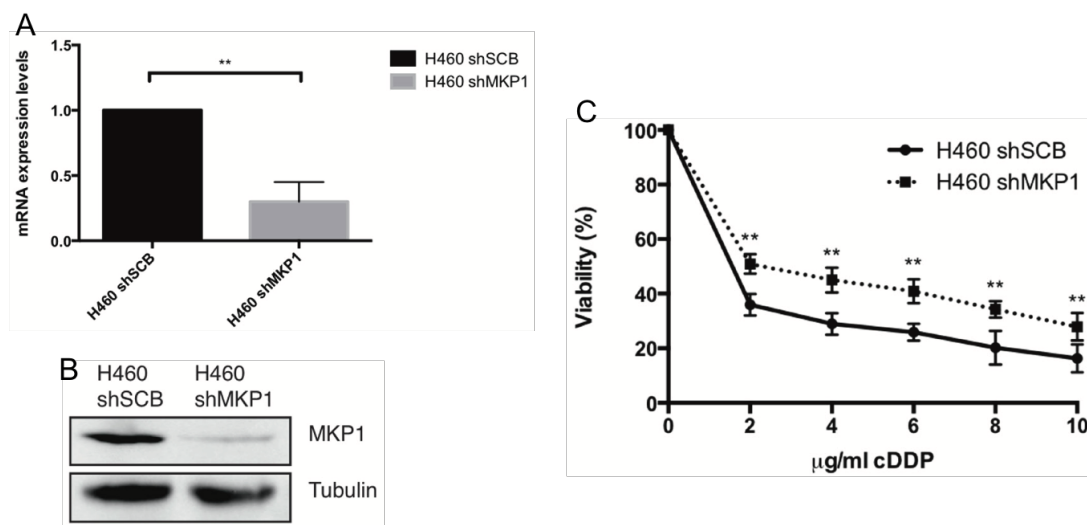 A
mRNA expression levels
1.5
1.0
0.5
0.0
**
H460 shSCB
H460 shMKP1
H460 shSCB
H460 shMKP1
B
H460
shSCB
H460
shMKP1
MKP1
Tubulin
C
Viability (%)
100
80
60
40
20
0
H460 shSCB
H460 shMKP1
**
**
**
**
**
0 2 4 6 8 10
µg/ml cDDP